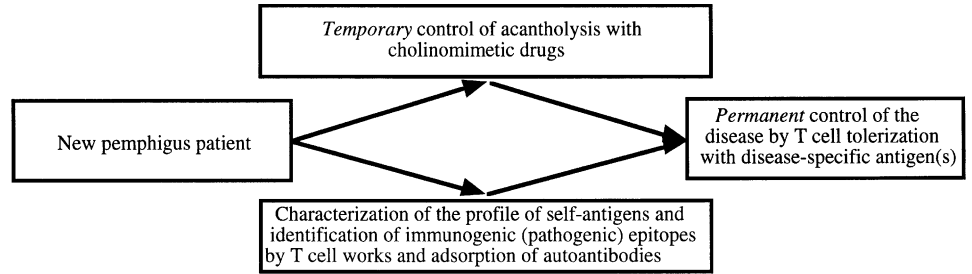 Temporary control of acantholysis with
cholinomimetic drugs
New pemphigus patient
Permanent control of the
disease by T cell tolerization
with disease-specific antigen(s)
Characterization of the profile of self-antigens and
identification of immunogenic (pathogenic) epitopes
by T cell works and adsorption of autoantibodies